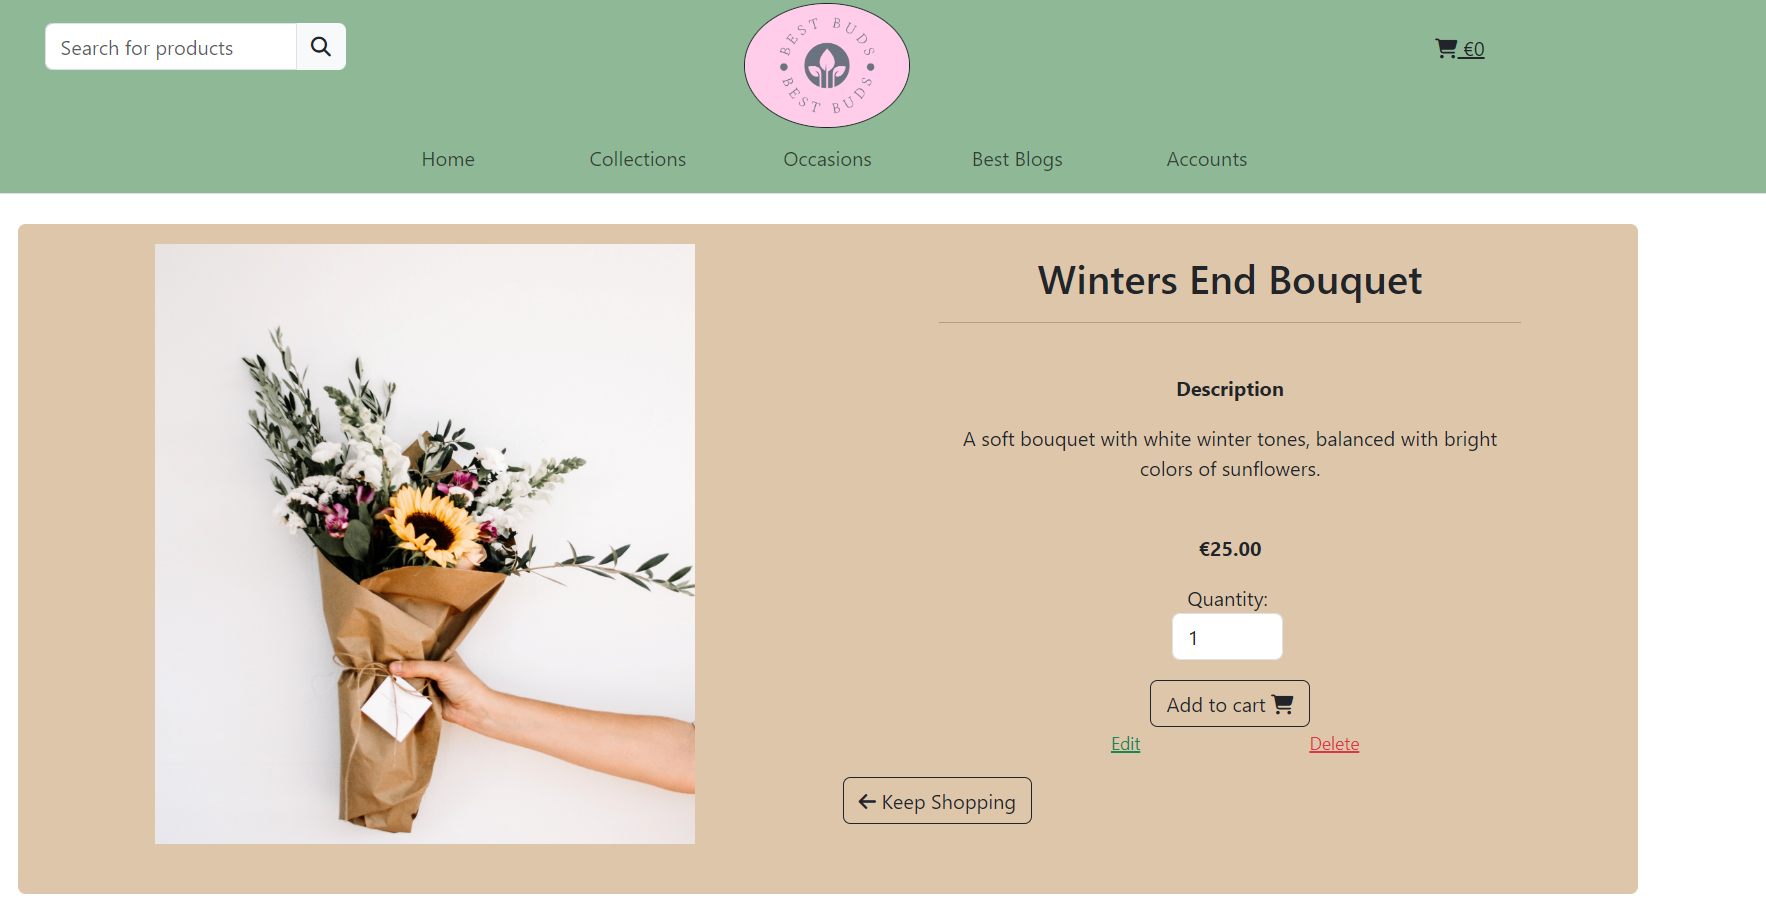 Search for products
BEST BUDS
BEST BUDS
€0
Home
Collections
Occasions
Best Blogs
Accounts
Winters End Bouquet
Description
A soft bouquet with white winter tones, balanced with bright
colors of sunflowers.
€25.00
Quantity:
1
Add to cart
Edit
Delete
Keep Shopping